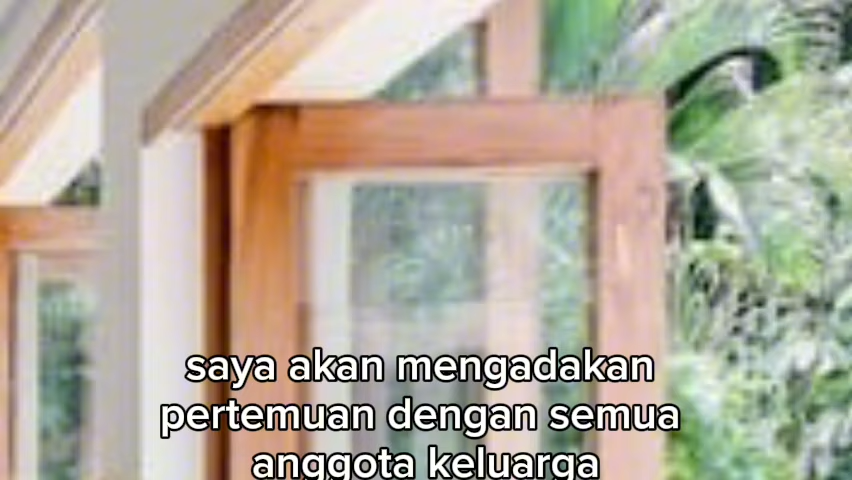 saya akan mengadakan
pertemuan dengan semua
anggota keluarga